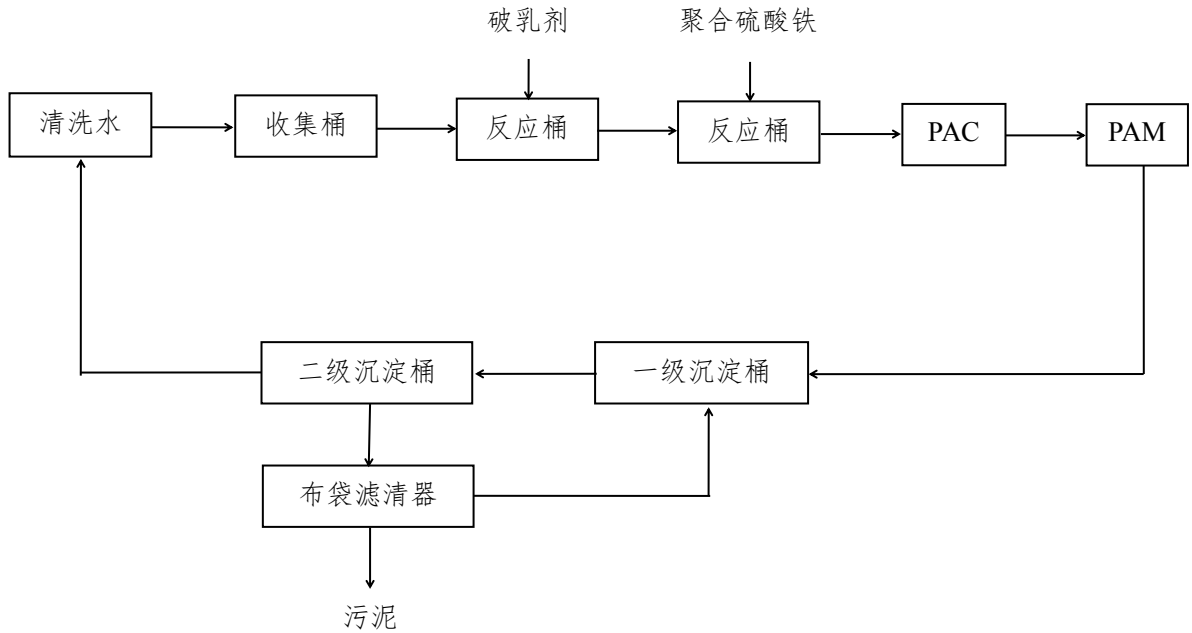 破乳剂
聚合硫酸铁
清洗水
收集桶
反应桶
反应桶
PAC
PAM
二级沉淀桶
一级沉淀桶
布袋滤清器
污泥